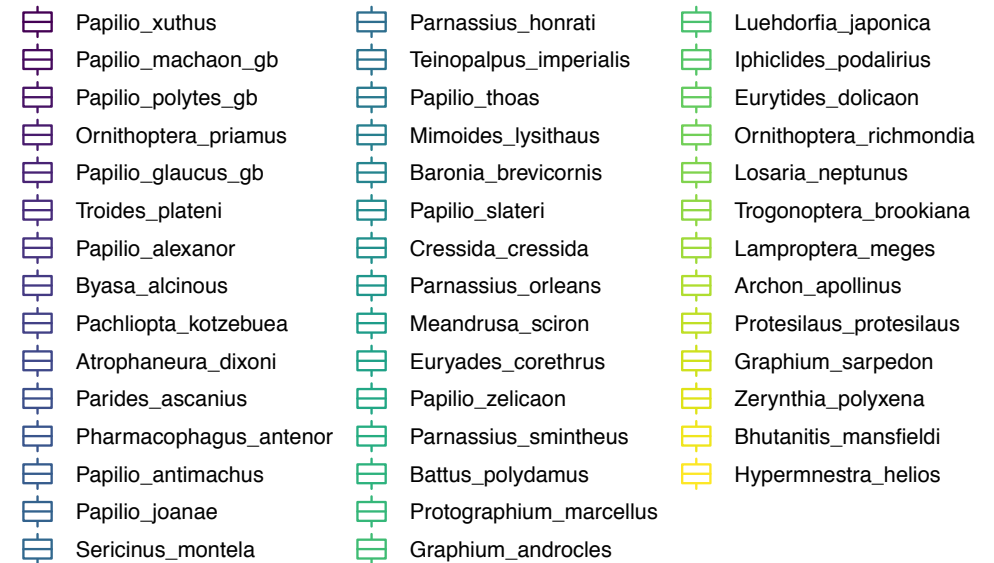 Papilio_xuthus
Papilio_machaon_gb
Papilio_polytes_gb
Ornithoptera_priamus
Papilio_glaucus_gb
Troides_plateni
Papilio_alexanor
Byasa_alcinous
Pachliopta_kotzebuea
Atrophaneura_dixoni
Parides_ascanius
Pharmacophagus_antenor
Papilio_antimachus
Papilio_joanae
Sericinus_montela
Parnassius_honrati
Teinopalpus_imperialis
Papilio_thoas
Mimoides_lysithaus
Baronia_brevicornis
Papilio_slateri
Cressida_cressida
Parnassius_orleans
Meandrusa_sciron
Euryades_corethrus
Papilio_zelicaon
Parnassius_smintheus
Battus_polydamus
Protographium_marcellus
Graphium_androcles
Luehdorfia_japonica
Iphiclides_podalirius
Eurytides_dolicaon
Ornithoptera_richmondia
Losaria_neptunus
Trogonoptera_brookiana
Lamproptera_meges
Archon_apollinus
Protesilaus_protesilaus
Graphium_sarpedon
Zerynthia_polyxena
Bhutanitis_mansfieldi
Hypermnestra_helios